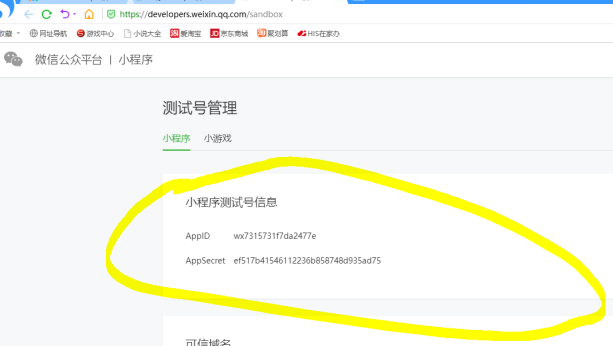 https://developers.weixin.qq.com/sandbox
收藏 网址导航 游戏中心 小说大全 爱淘宝 JD 京东商城 聚划算 HIS在家办
微信公众平台 | 小程序
测试号管理
小程序 小游戏
小程序测试号信息
AppID wx7315731f7da2477e
AppSecret ef517b41546112236b858748d935ad75
可信域名